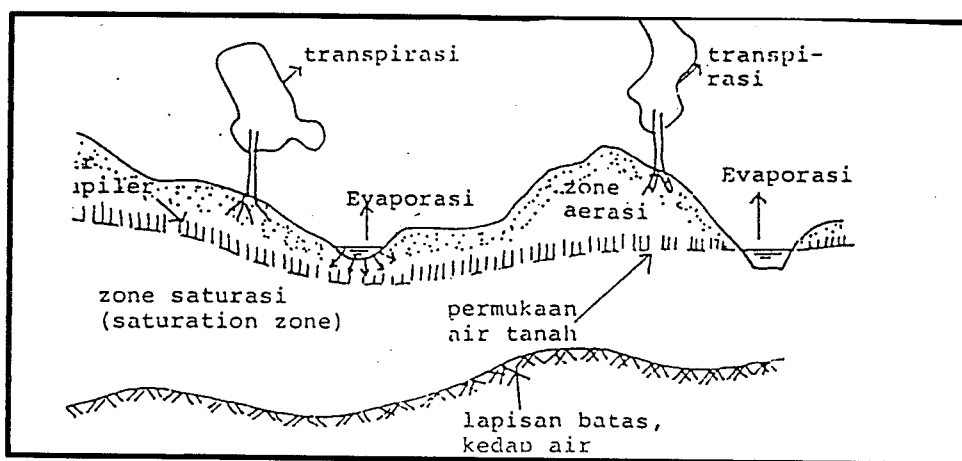 transpirasi
transpi-
rasi
Evaporasi
zone
aerasi
Evaporasi
zone saturasi
(saturation zone)
permukaan
air tanah
lapisan batas,
kedap air